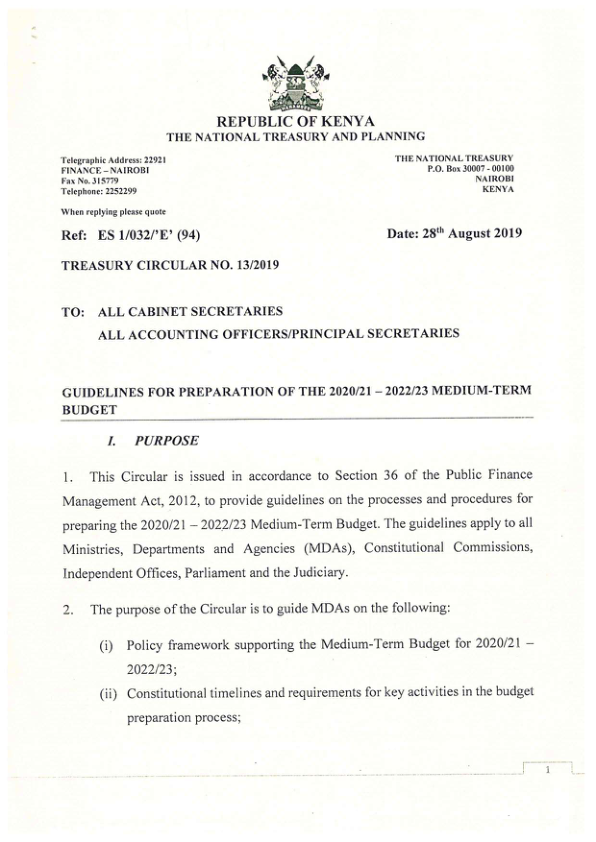 REPUBLIC OF KENYA
THE NATIONAL TREASURY AND PLANNING
Telegraphic Address: 22921
FINANCE – NAIROBI
Fax No. 315779
Telephone: 2252299
When replying please quote
THE NATIONAL TREASURY
P.O. Box 30007 - 00100
NAIROBI
KENYA
Ref: ES 1/032/'E' (94)
Date: 28th August 2019
TREASURY CIRCULAR NO. 13/2019
TO: ALL CABINET SECRETARIES
ALL ACCOUNTING OFFICERS/PRINCIPAL SECRETARIES
GUIDELINES FOR PREPARATION OF THE 2020/21 – 2022/23 MEDIUM-TERM
BUDGET
I. PURPOSE
1. This Circular is issued in accordance to Section 36 of the Public Finance
Management Act, 2012, to provide guidelines on the processes and procedures for
preparing the 2020/21 – 2022/23 Medium-Term Budget. The guidelines apply to all
Ministries, Departments and Agencies (MDAs), Constitutional Commissions,
Independent Offices, Parliament and the Judiciary.
2. The purpose of the Circular is to guide MDAs on the following:
(i) Policy framework supporting the Medium-Term Budget for 2020/21 –
2022/23;
(ii) Constitutional timelines and requirements for key activities in the budget
preparation process;
1